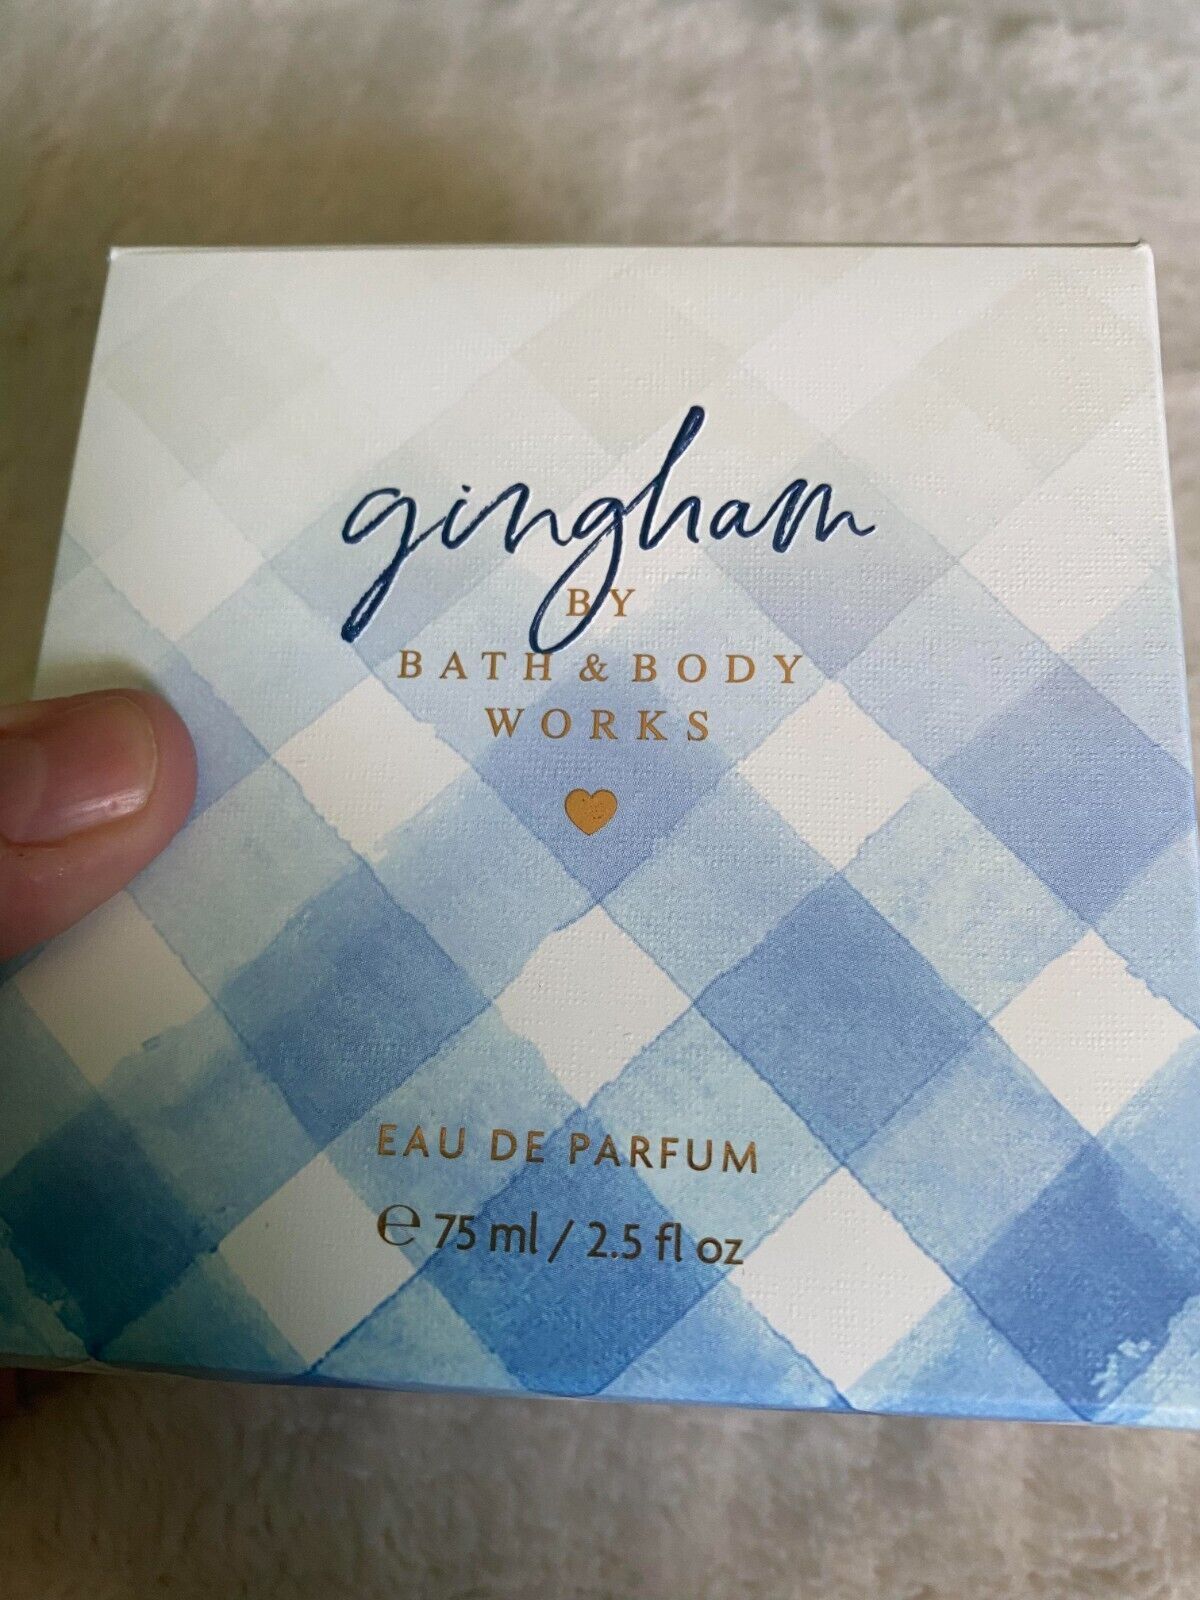 gingham
BY
BATH & BODY
WORKS
EAU DE PARFUM
℮ 75 ml / 2.5 fl oz